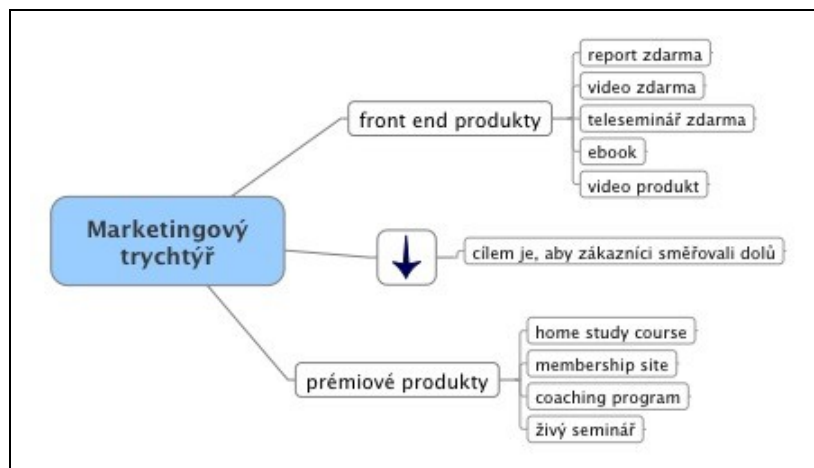 Marketingový
trychtýř
front end produkty
report zdarma
video zdarma
teleseminář zdarma
ebook
video produkt
cílem je, aby zákazníci směřovali dolů
prémiové produkty
home study course
membership site
coaching program
živý seminář